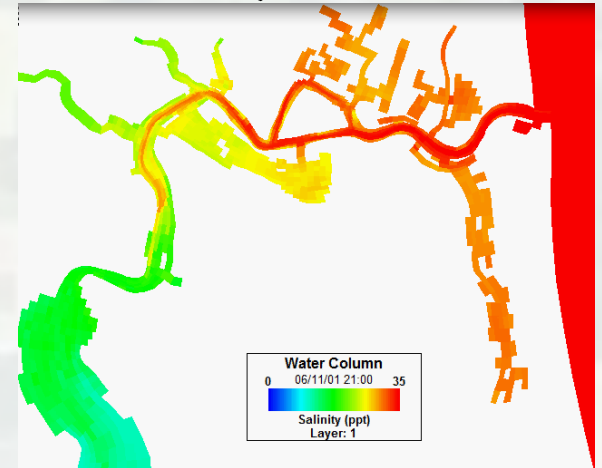 Water Column
0 06/11/01 21:00 35
Salinity (ppt)
Layer: 1